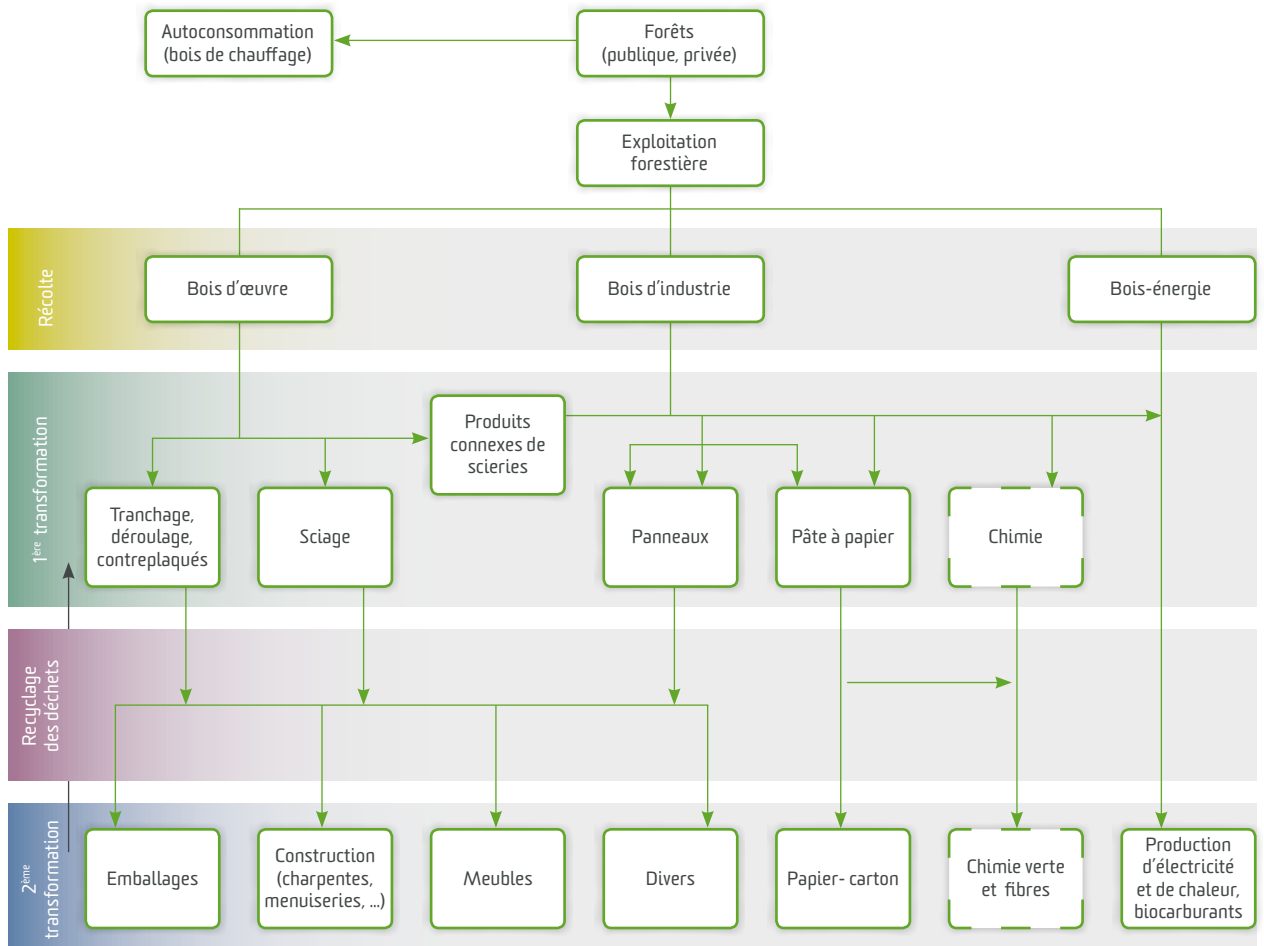 Autoconsommation
(bois de chauffage)
Forêts
(publique, privée)
Exploitation
forestière
Récolte
Bois d'œuvre
Bois d'industrie
Bois-énergie
1ère transformation
Produits
connexes de
scieries
Tranchage,
déroulage,
contreplaqués
Sciage
Panneaux
Pâte à papier
Chimie
Recyclage
des déchets
2ème
transformation
Emballages
Construction
(charpentes,
menuiseries, ...)
Meubles
Divers
Papier- carton
Chimie verte
et fibres
Production
d'électricité
et de chaleur,
biocarburants